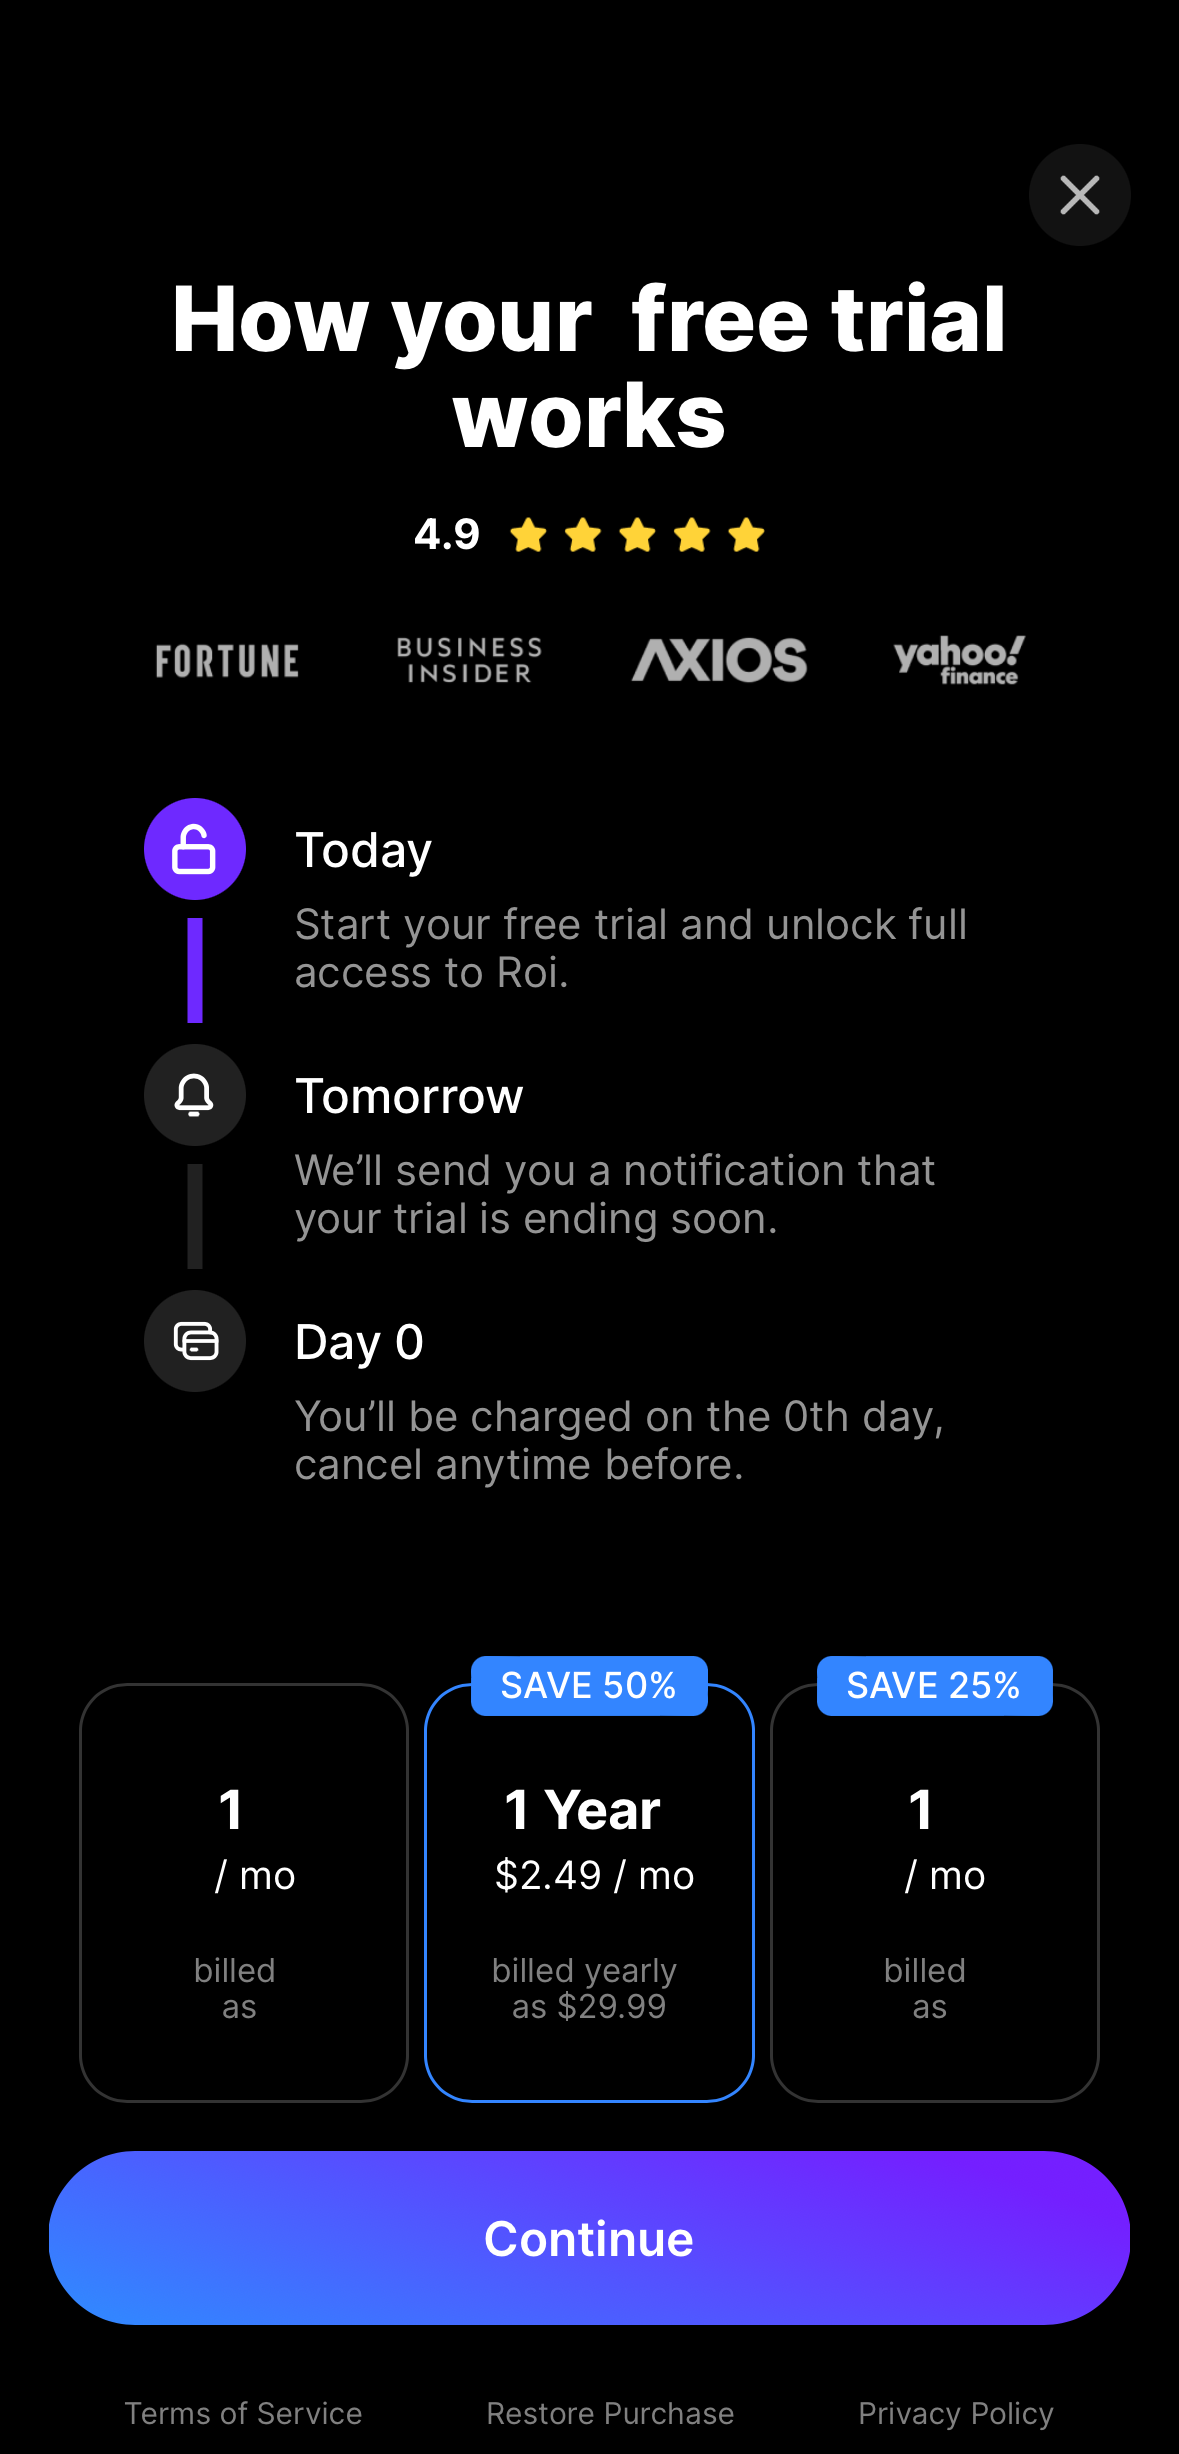 How your  free trial
works
4.9
FORTUNE
BUSINESS
INSIDER
AXIOS
yahoo!
finance
Today
Start your free trial and unlock full
access to Roi.
Tomorrow
We’ll send you a notification that
your trial is ending soon.
Day 0
You’ll be charged on the 0th day,
cancel anytime before.
1
/ mo
billed
as
SAVE 50%
1 Year
$2.49 / mo
billed yearly
as $29.99
SAVE 25%
1
/ mo
billed
as
Continue
Terms of Service
Restore Purchase
Privacy Policy